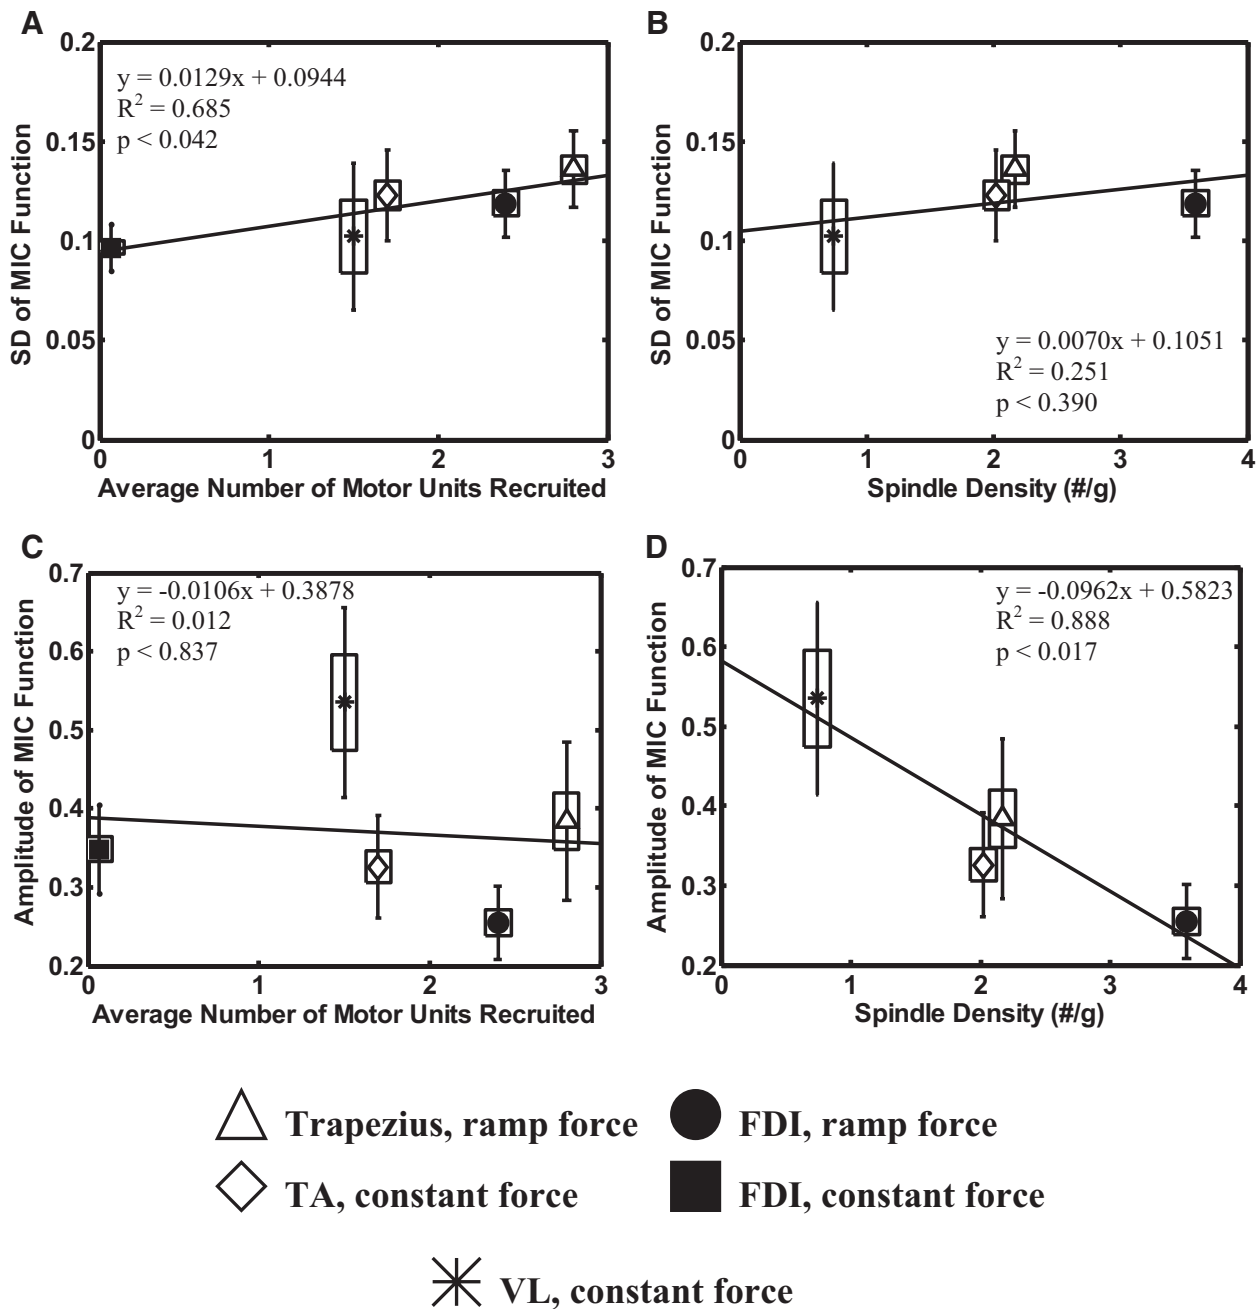 A
0.2
0.15
0.1
0.05
0
SD of MIC Function
y = 0.0129x + 0.0944
R² = 0.685
p < 0.042
0 1 2 3
Average Number of Motor Units Recruited
B
0.2
0.15
0.1
0.05
0
SD of MIC Function
y = 0.0070x + 0.1051
R² = 0.251
p < 0.390
0 1 2 3 4
Spindle Density (#/g)
C
0.7
0.6
0.5
0.4
0.3
0.2
Amplitude of MIC Function
y = -0.0106x + 0.3878
R² = 0.012
p < 0.837
0 1 2 3
Average Number of Motor Units Recruited
D
0.7
0.6
0.5
0.4
0.3
0.2
Amplitude of MIC Function
y = -0.0962x + 0.5823
R² = 0.888
p < 0.017
0 1 2 3 4
Spindle Density (#/g)
Trapezius, ramp force
FDI, ramp force
TA, constant force
FDI, constant force
VL, constant force